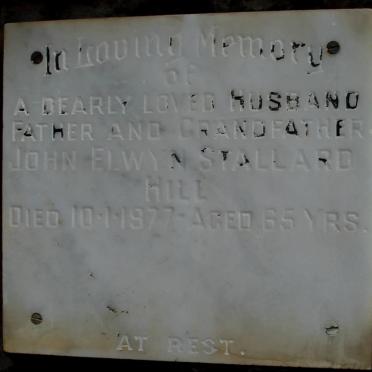 In Loving Memory
of
A DEARLY LOVED HUSBAND
FATHER AND GRANDFATHER.
JOHN ELWYN STALLARD
HILL
DIED 10·1·1977 AGED 65 YRS.
AT REST.